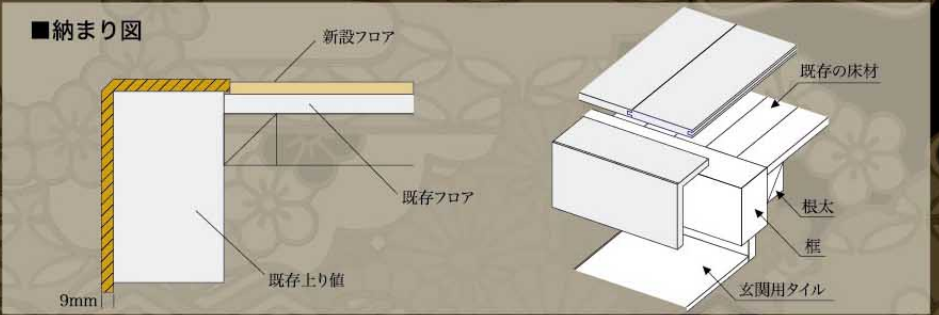 ■納まり図
新設フロア
既存フロア
既存上り値
9mm
既存の床材
根太
框
玄関用タイル